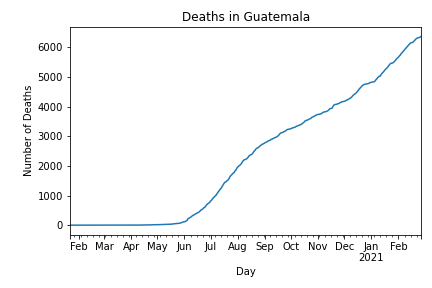 Deaths in Guatemala
Number of Deaths
6000
5000
4000
3000
2000
1000
0
Feb Mar Apr May Jun Jul Aug Sep Oct Nov Dec Jan Feb
2021
Day